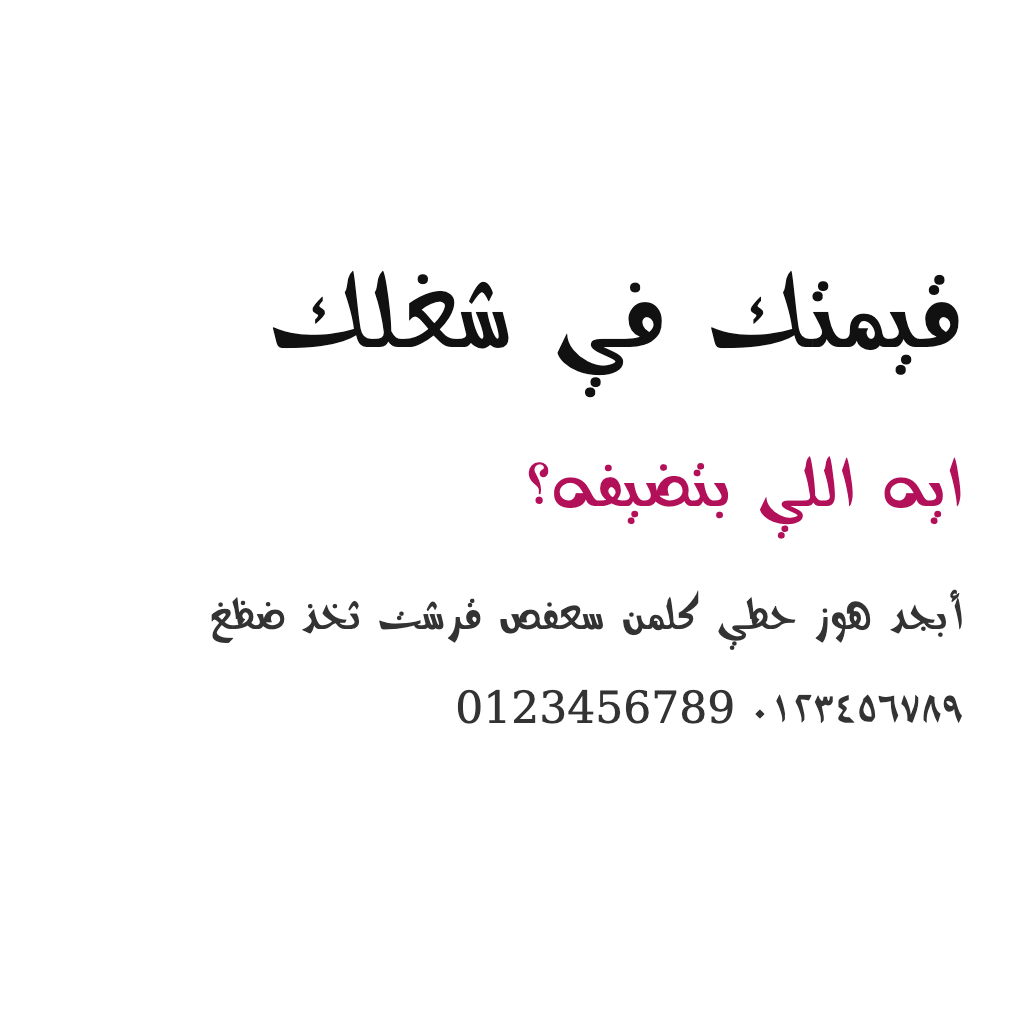 قيمتك في شغلك
ايه اللي بتضيفه؟
أبجد هوز حطي كلمن سعفص قرشت ثخذ ضظغ
٠١٢٣٤٥٦٧٨٩ 0123456789